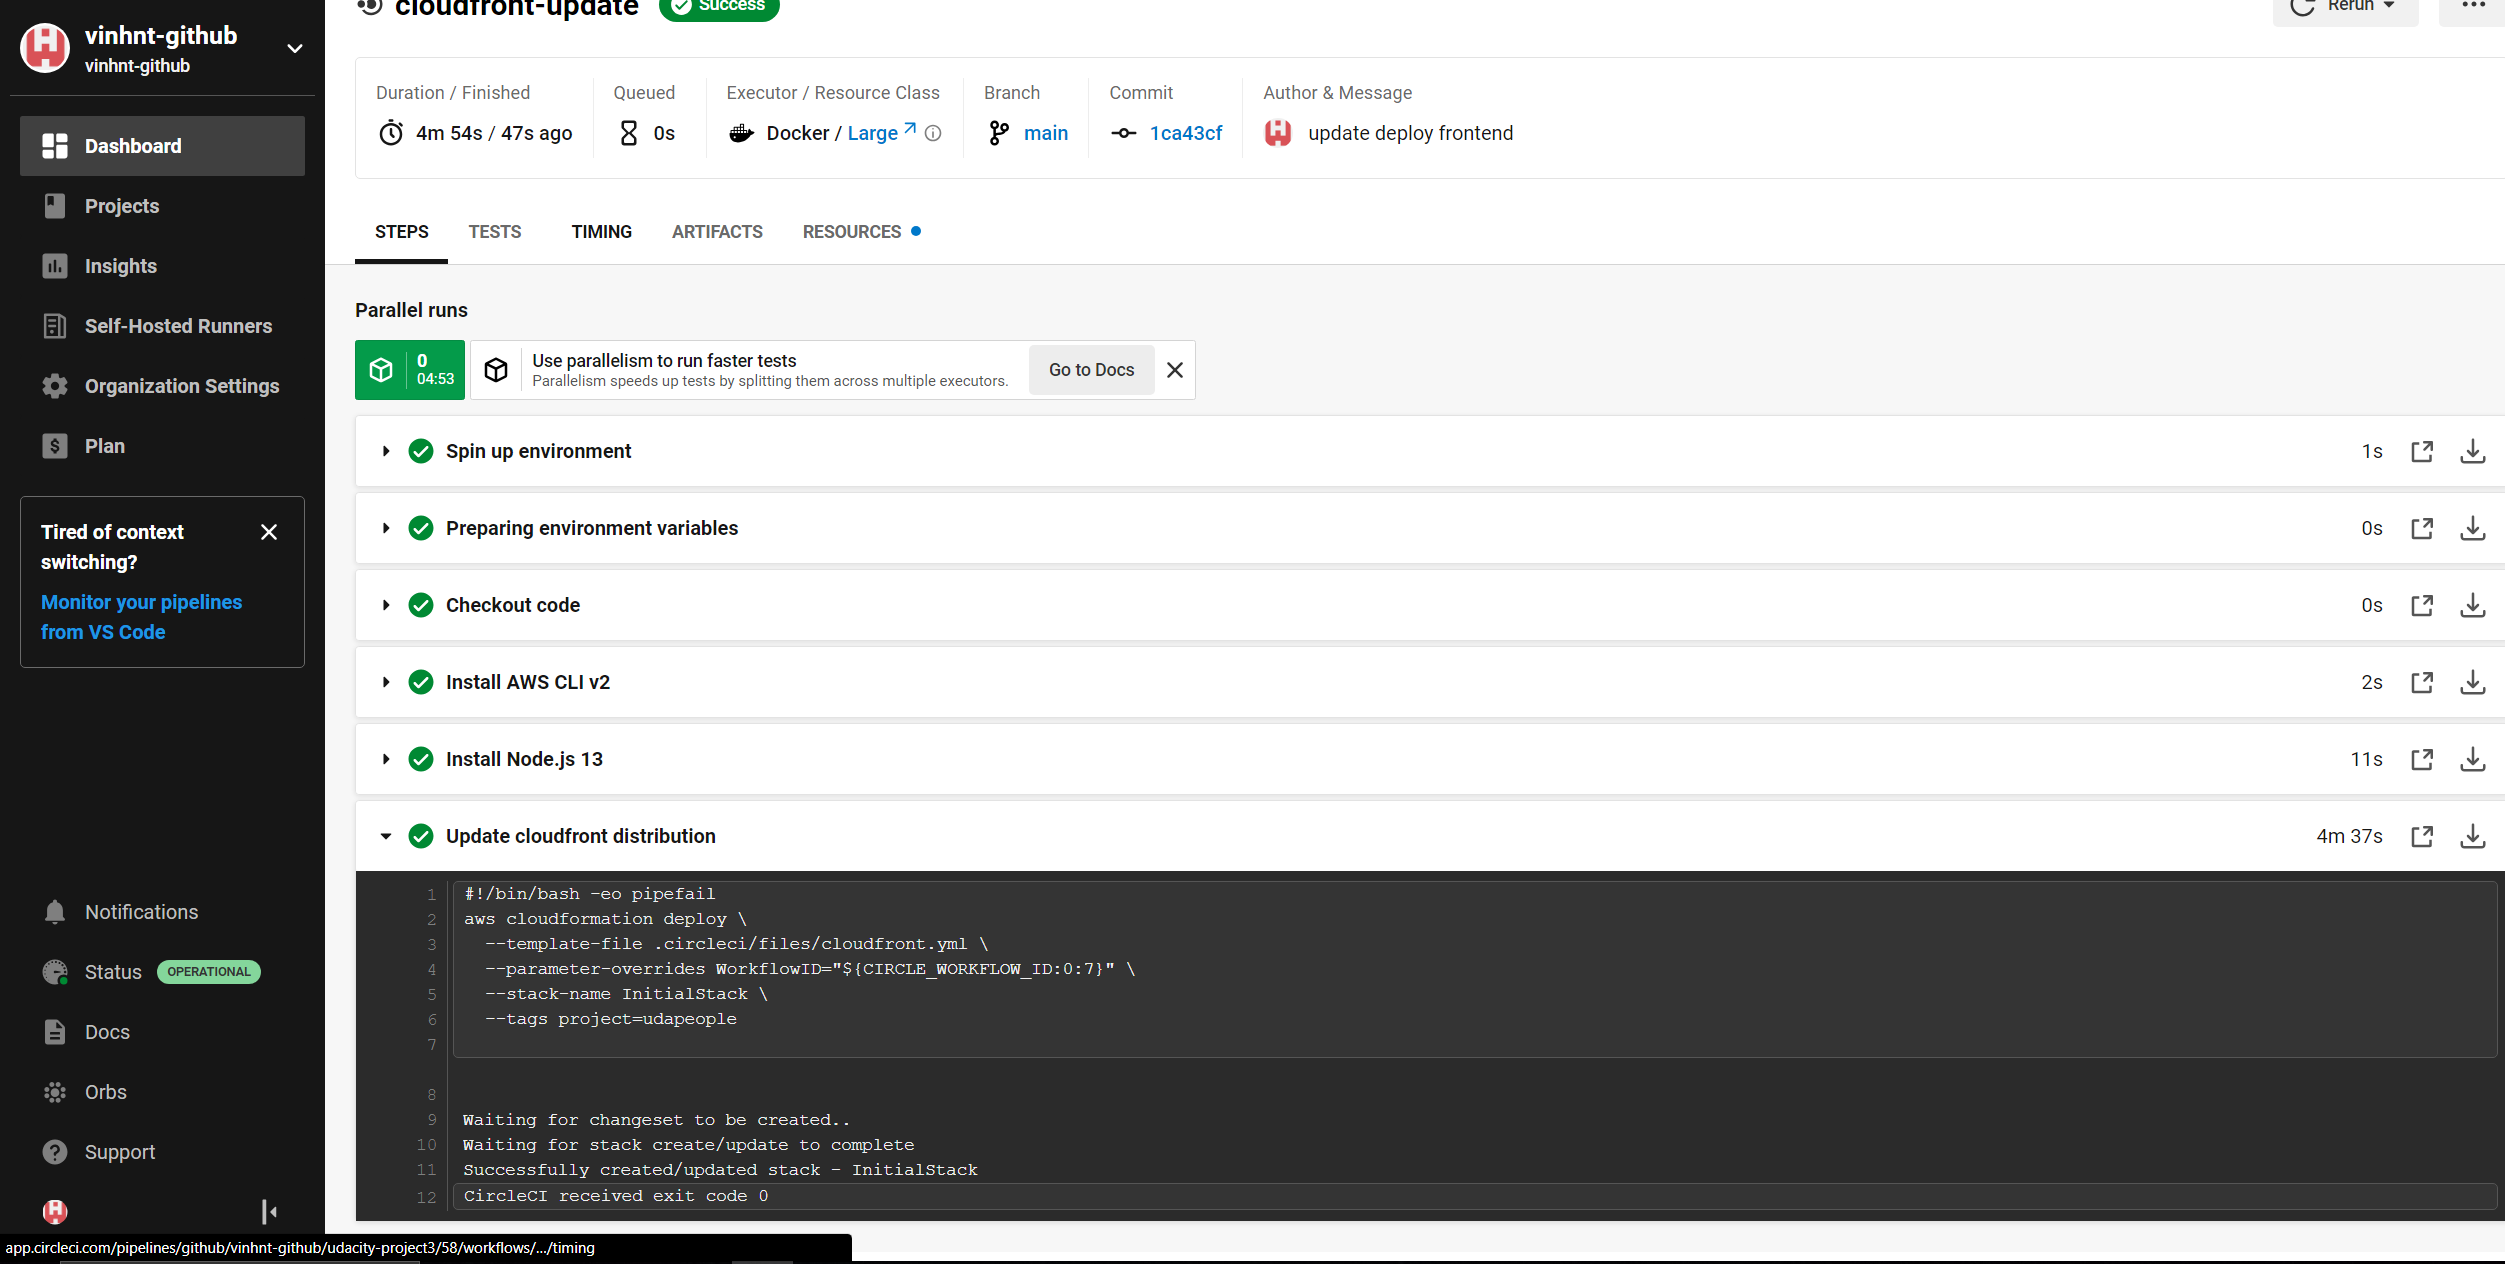 vinhnt-github
vinhnt-github
Dashboard
Projects
Insights
Self-Hosted Runners
Organization Settings
Plan
Tired of context
switching?
Monitor your pipelines
from VS Code
Notifications
Status OPERATIONAL
Docs
Orbs
Support
cloudfront-update Success
Rerun
Duration / Finished
4m 54s / 47s ago
Queued
0s
Executor / Resource Class
Docker / Large
Branch
main
Commit
1ca43cf
Author & Message
update deploy frontend
STEPS TESTS TIMING ARTIFACTS RESOURCES
Parallel runs
0
04:53
Use parallelism to run faster tests
Parallelism speeds up tests by splitting them across multiple executors.
Go to Docs
Spin up environment 1s
Preparing environment variables 0s
Checkout code 0s
Install AWS CLI v2 2s
Install Node.js 13 11s
Update cloudfront distribution 4m 37s
1 #!/bin/bash -eo pipefail
2 aws cloudformation deploy \
3 --template-file .circleci/files/cloudfront.yml \
4 --parameter-overrides WorkflowID="${CIRCLE_WORKFLOW_ID:0:7}" \
5 --stack-name InitialStack \
6 --tags project=udapeople
7
8
9 Waiting for changeset to be created..
10 Waiting for stack create/update to complete
11 Successfully created/updated stack - InitialStack
12 CircleCI received exit code 0
app.circleci.com/pipelines/github/vinhnt-github/udacity-project3/58/workflows/.../timing